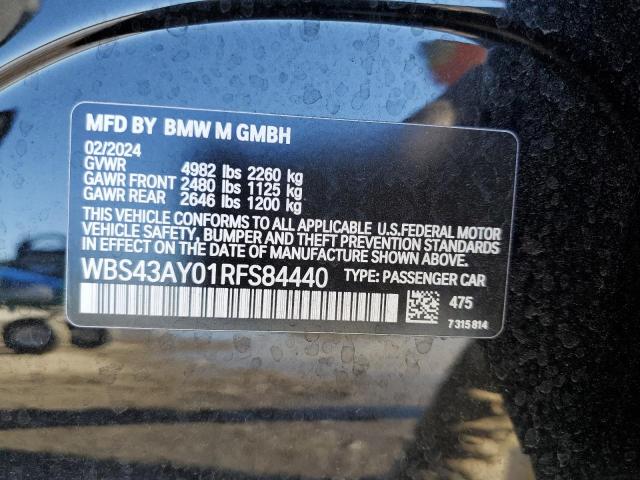 MFD BY BMW M GMBH
02/2024
GVWR 4982 lbs 2260 kg
GAWR FRONT 2480 lbs 1125 kg
GAWR REAR 2646 lbs 1200 kg
THIS VEHICLE CONFORMS TO ALL APPLICABLE U.S.FEDERAL MOTOR
VEHICLE SAFETY, BUMPER AND THEFT PREVENTION STANDARDS
IN EFFECT ON THE DATE OF MANUFACTURE SHOWN ABOVE.
WBS43AY01RFS84440 TYPE: PASSENGER CAR
475
7315814